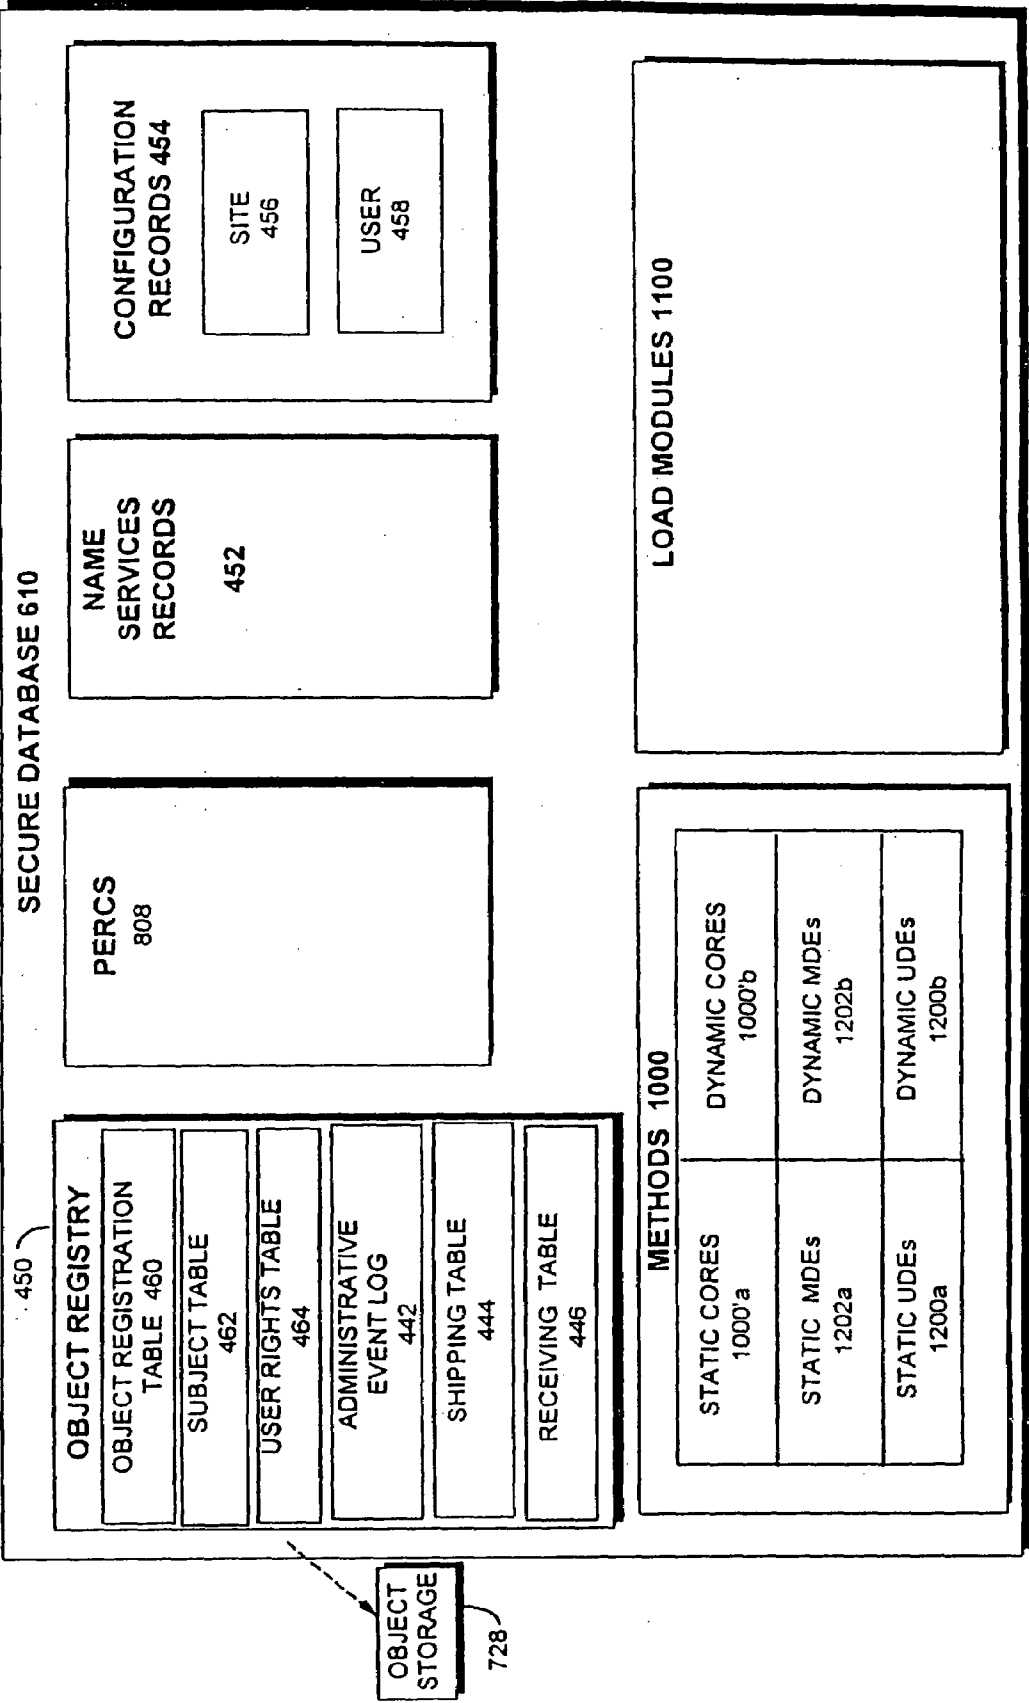 SECURE DATABASE 610
450
OBJECT REGISTRY
OBJECT REGISTRATION
TABLE 460
SUBJECT TABLE
462
USER RIGHTS TABLE
464
ADMINISTRATIVE
EVENT LOG
442
SHIPPING TABLE
444
RECEIVING TABLE
446
PERCS
808
NAME
SERVICES
RECORDS
452
CONFIGURATION
RECORDS 454
SITE
456
USER
458
OBJECT
STORAGE
728
METHODS 1000
STATIC CORES
1000'a
DYNAMIC CORES
1000'b
STATIC MDEs
1202a
DYNAMIC MDEs
1202b
STATIC UDEs
1200a
DYNAMIC UDEs
1200b
LOAD MODULES 1100